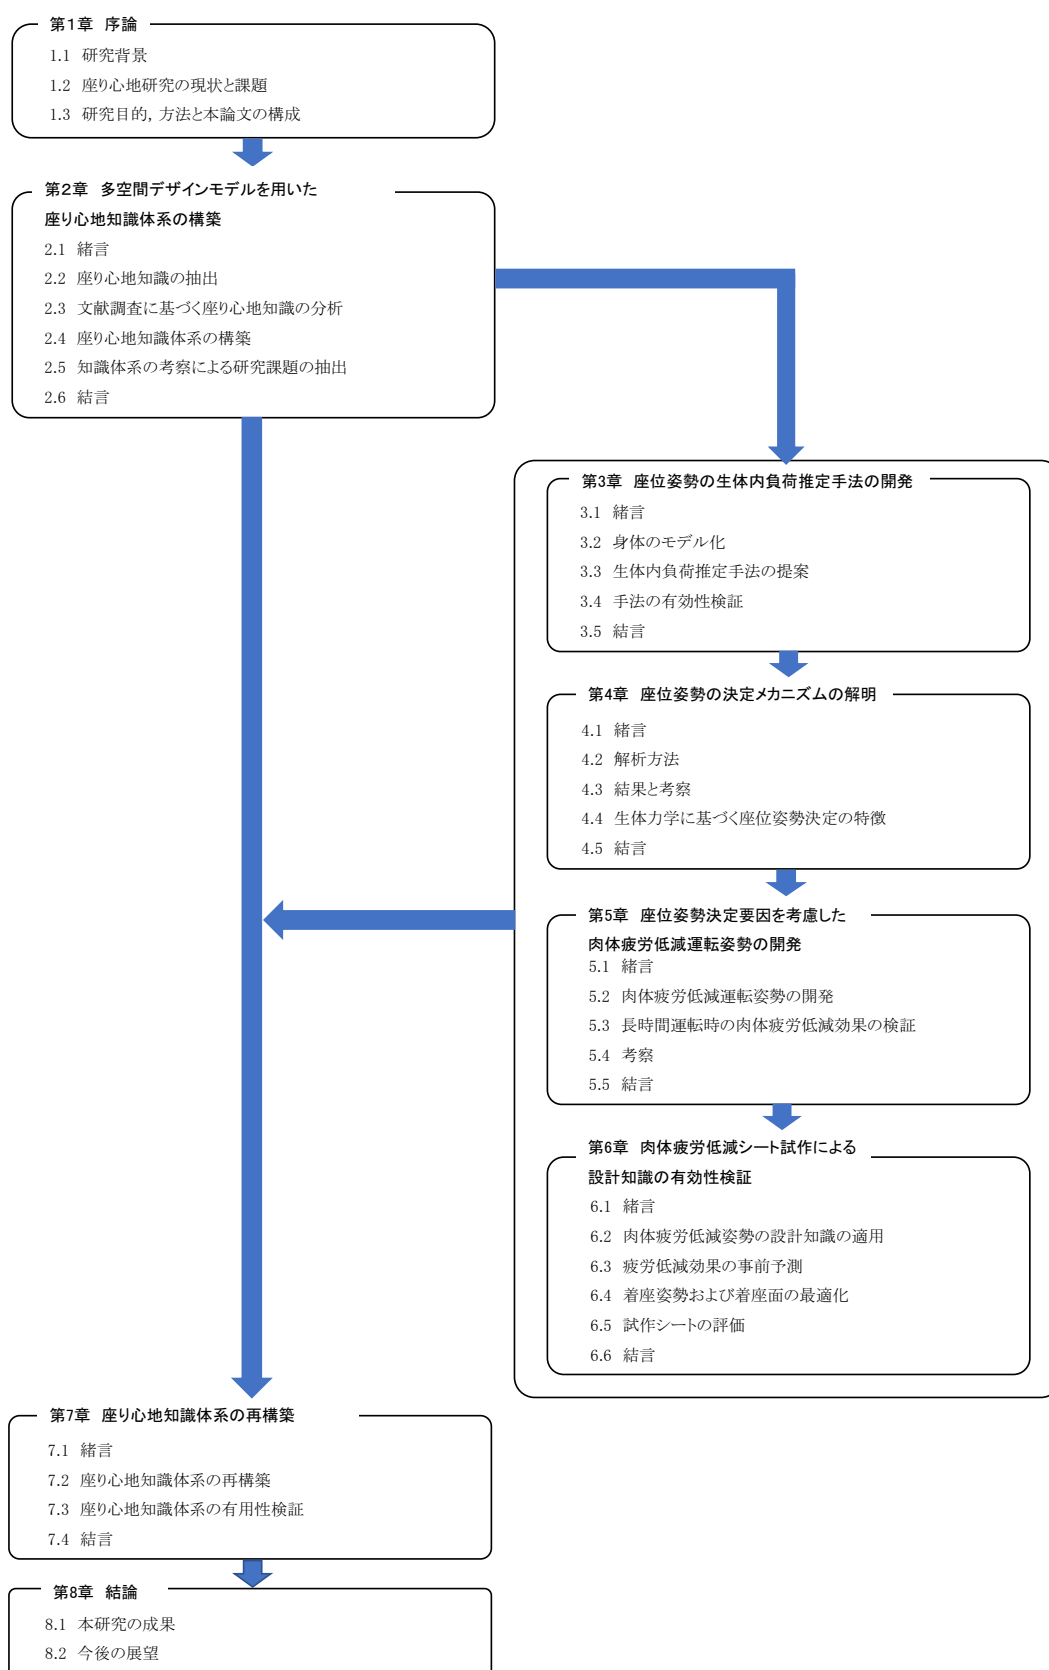 第1章 序論
1.1 研究背景
1.2 座り心地研究の現状と課題
1.3 研究目的, 方法と本論文の構成
第2章 多空間デザインモデルを用いた
座り心地知識体系の構築
2.1 緒言
2.2 座り心地知識の抽出
2.3 文献調査に基づく座り心地知識の分析
2.4 座り心地知識体系の構築
2.5 知識体系の考察による研究課題の抽出
2.6 結言
第3章 座位姿勢の生体内負荷推定手法の開発
3.1 緒言
3.2 身体のモデル化
3.3 生体内負荷推定手法の提案
3.4 手法の有効性検証
3.5 結言
第4章 座位姿勢の決定メカニズムの解明
4.1 緒言
4.2 解析方法
4.3 結果と考察
4.4 生体力学に基づく座位姿勢決定の特徴
4.5 結言
第5章 座位姿勢決定要因を考慮した
肉体疲労低減運転姿勢の開発
5.1 緒言
5.2 肉体疲労低減運転姿勢の開発
5.3 長時間運転時の肉体疲労低減効果の検証
5.4 考察
5.5 結言
第6章 肉体疲労低減シート試作による
設計知識の有効性検証
6.1 緒言
6.2 肉体疲労低減姿勢の設計知識の適用
6.3 疲労低減効果の事前予測
6.4 着座姿勢および着座面の最適化
6.5 試作シートの評価
6.6 結言
第7章 座り心地知識体系の再構築
7.1 緒言
7.2 座り心地知識体系の再構築
7.3 座り心地知識体系の有用性検証
7.4 結言
第8章 結論
8.1 本研究の成果
8.2 今後の展望